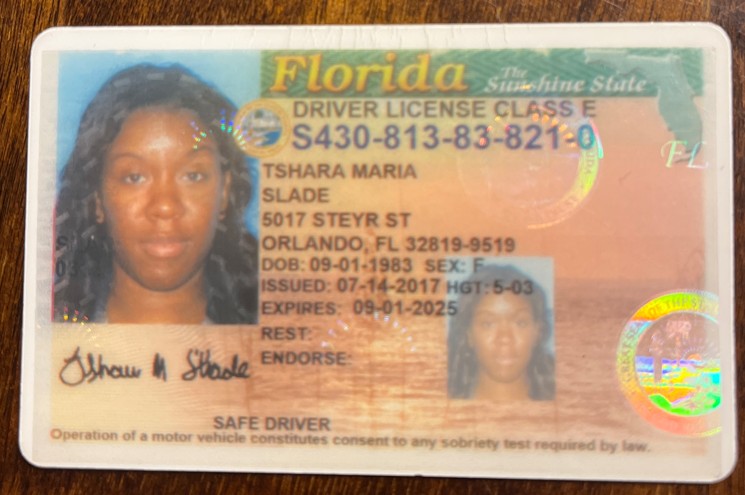 Florida The Sunshine State
DRIVER LICENSE CLASS E
S430-813-83-821-0
FL
TSHARA MARIA
SLADE
5017 STEYR ST
ORLANDO, FL 32819-9519
DOB: 09-01-1983 SEX: F
ISSUED: 07-14-2017 HGT: 5-03
EXPIRES: 09-01-2025
REST:
ENDORSE:
SAFE DRIVER
Operation of a motor vehicle constitutes consent to any sobriety test required by law.